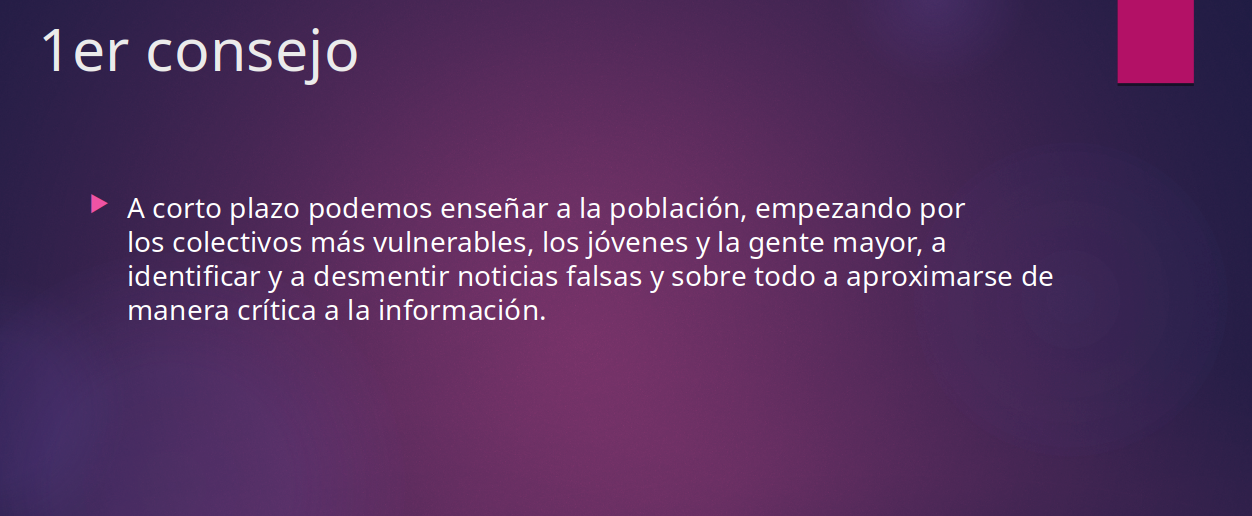 1er consejo
A corto plazo podemos enseñar a la población, empezando por
los colectivos más vulnerables, los jóvenes y la gente mayor, a
identificar y a desmentir noticias falsas y sobre todo a aproximarse de
manera crítica a la información.